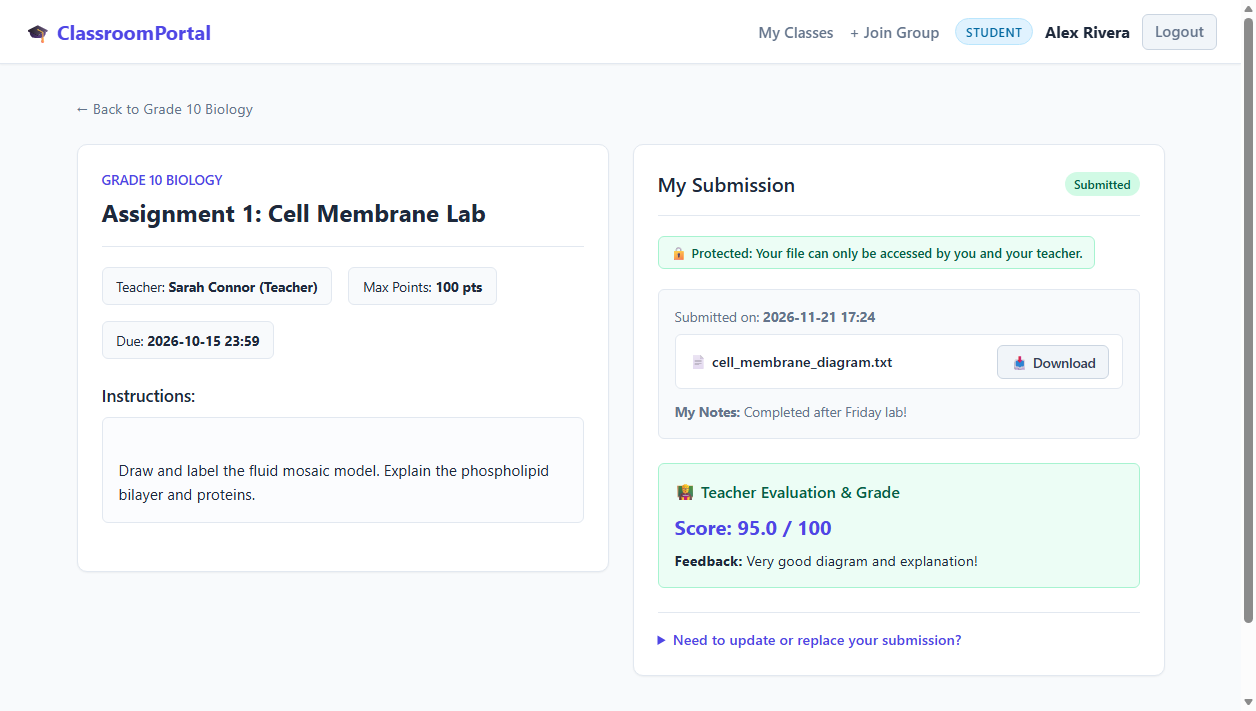 ClassroomPortal
My Classes
+ Join Group
STUDENT
Alex Rivera
Logout
← Back to Grade 10 Biology
GRADE 10 BIOLOGY
Assignment 1: Cell Membrane Lab
Teacher: Sarah Connor (Teacher)
Max Points: 100 pts
Due: 2026-10-15 23:59
Instructions:
Draw and label the fluid mosaic model. Explain the phospholipid
bilayer and proteins.
My Submission
Submitted
Protected: Your file can only be accessed by you and your teacher.
Submitted on: 2026-11-21 17:24
cell_membrane_diagram.txt
Download
My Notes: Completed after Friday lab!
Teacher Evaluation & Grade
Score: 95.0 / 100
Feedback: Very good diagram and explanation!
Need to update or replace your submission?